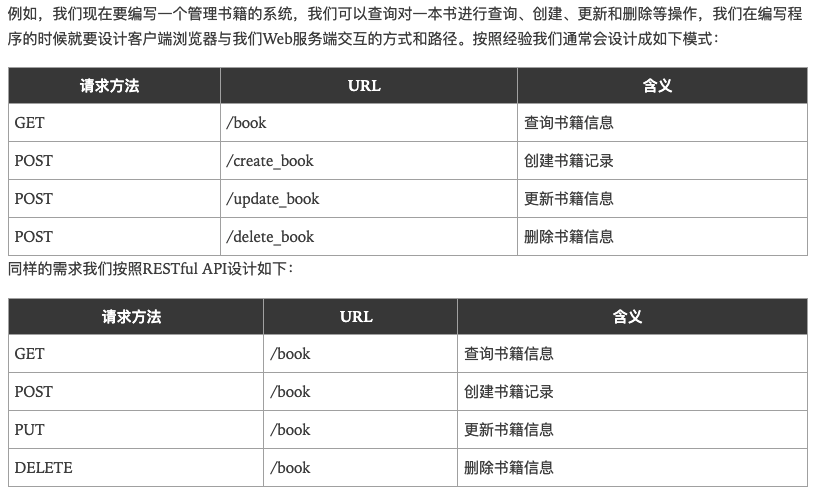 例如，我们现在要编写一个管理书籍的系统，我们可以查询对一本书进行查询、创建、更新和删除等操作，我们在编写程
序的时候就要设计客户端浏览器与我们Web服务端交互的方式和路径。按照经验我们通常会设计成如下模式：
请求方法 URL 含义
GET /book 查询书籍信息
POST /create_book 创建书籍记录
POST /update_book 更新书籍信息
POST /delete_book 删除书籍信息
同样的需求我们按照RESTful API设计如下：
请求方法 URL 含义
GET /book 查询书籍信息
POST /book 创建书籍记录
PUT /book 更新书籍信息
DELETE /book 删除书籍信息